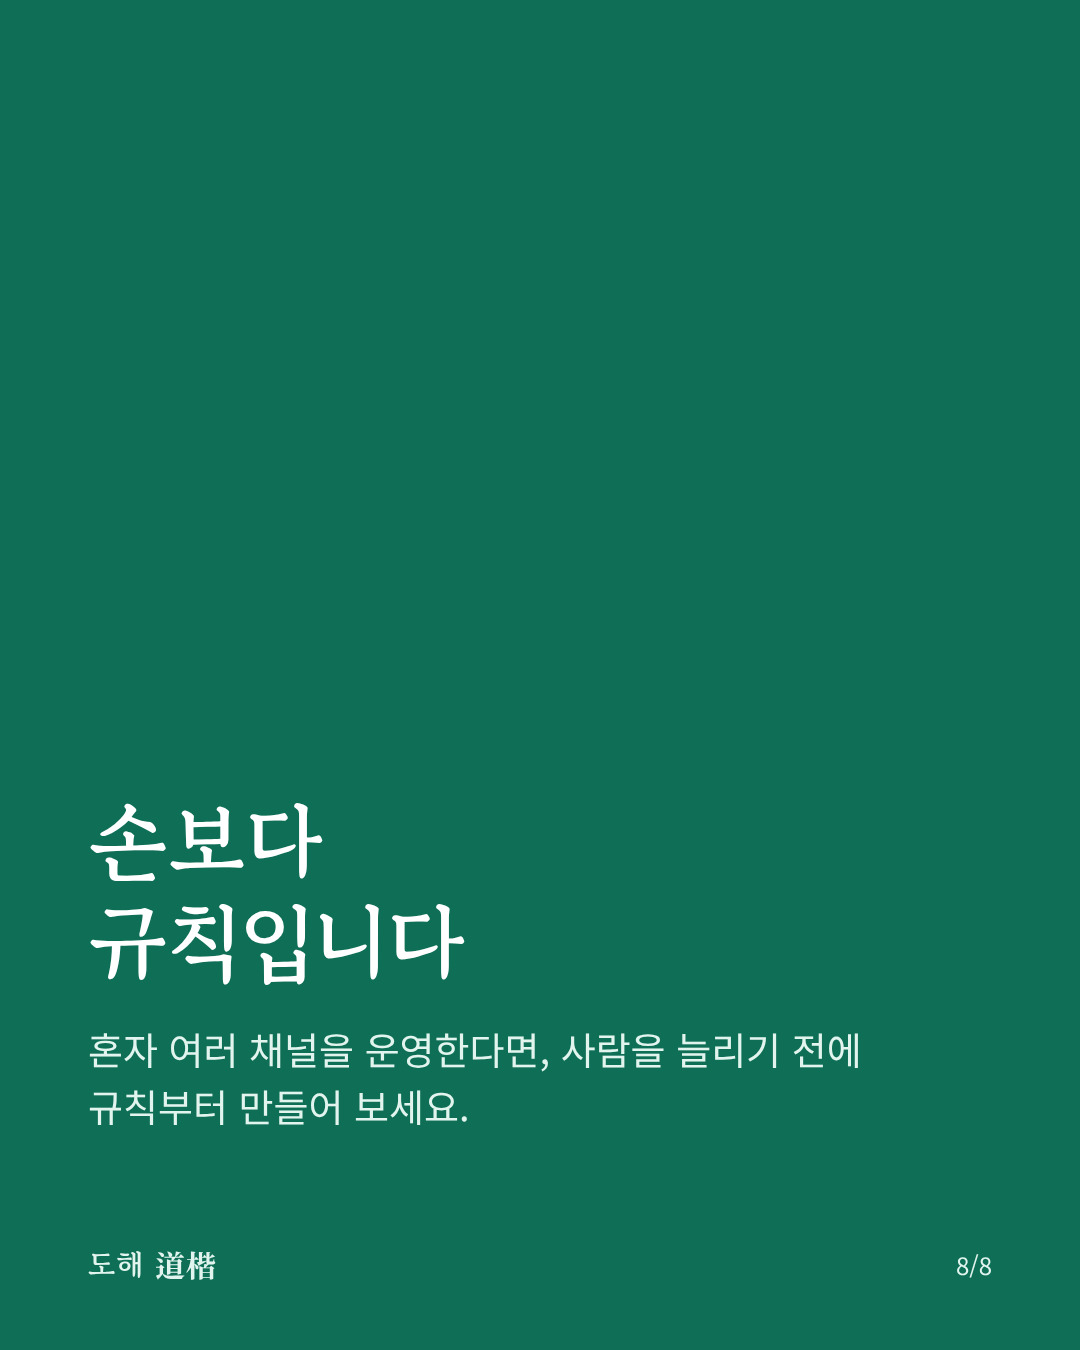 손보다
규칙입니다
혼자 여러 채널을 운영한다면, 사람을 늘리기 전에
규칙부터 만들어 보세요.
도해 道楷
8/8